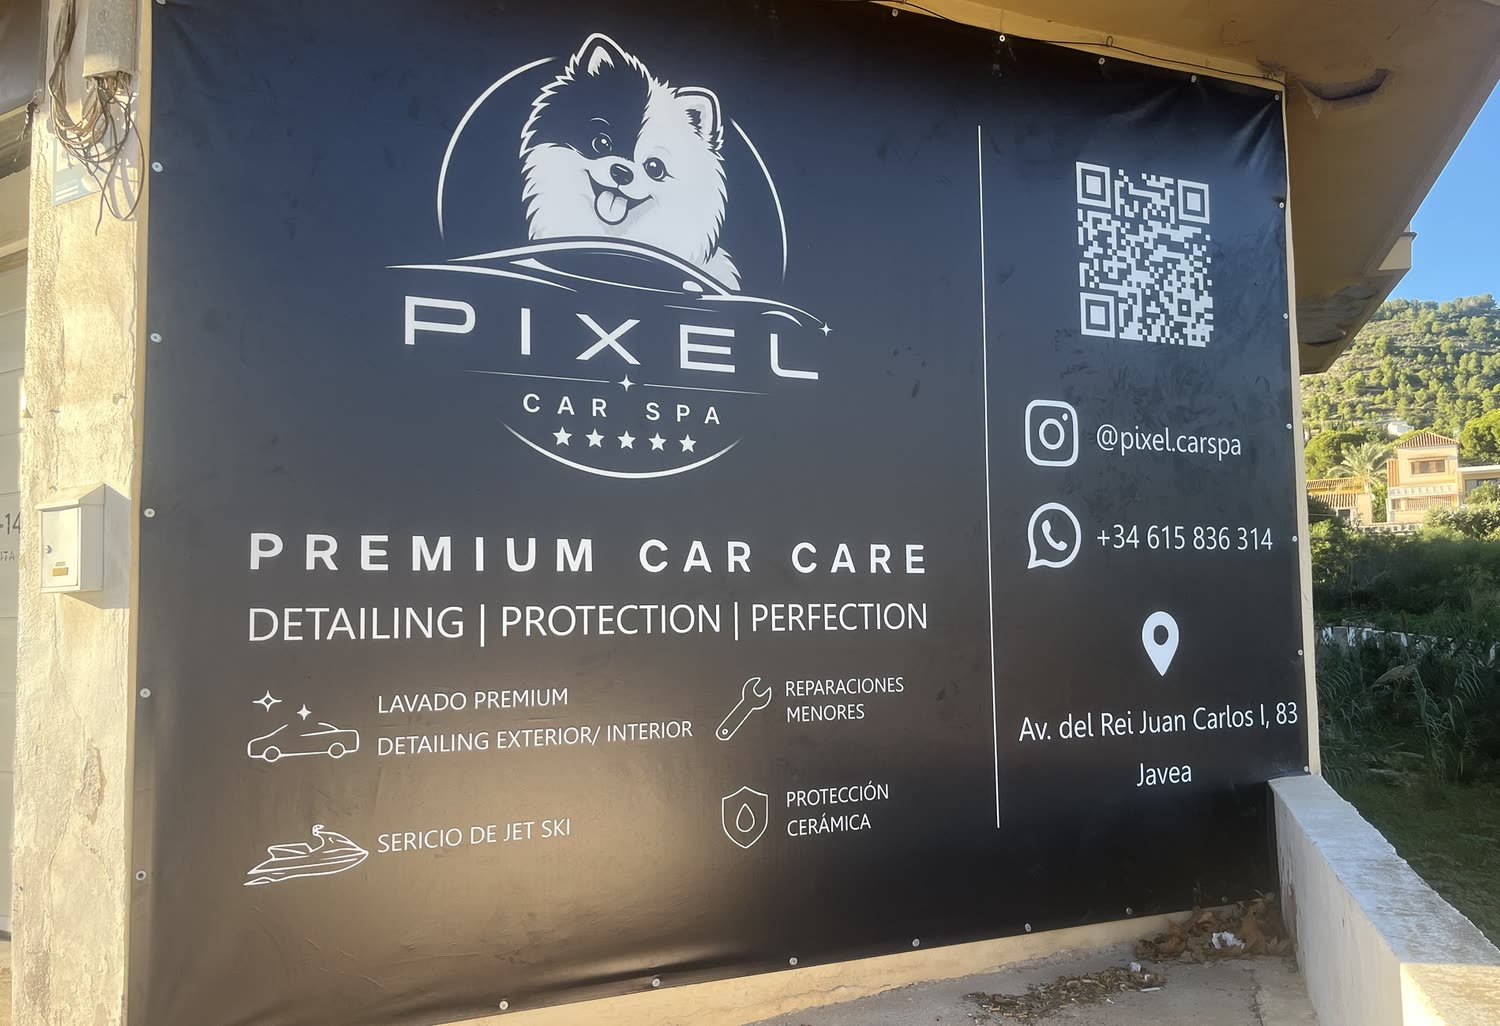 PIXEL
CAR SPA
PREMIUM CAR CARE
DETAILING | PROTECTION | PERFECTION
LAVADO PREMIUM
DETAILING EXTERIOR/ INTERIOR
SERICIO DE JET SKI
REPARACIONES
MENORES
PROTECCIÓN
CERÁMICA
@pixel.carspa
+34 615 836 314
Av. del Rei Juan Carlos I, 83
Javea
-14